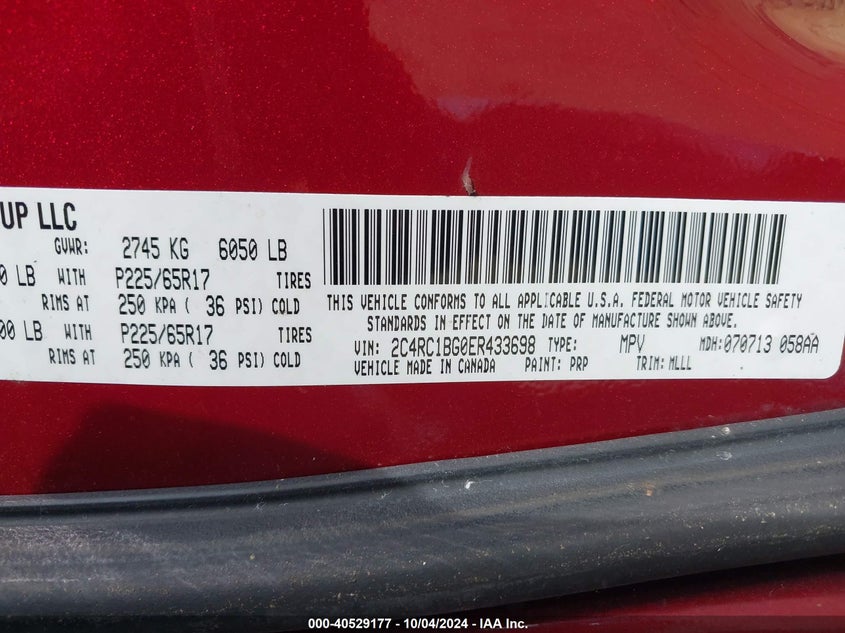 UP LLC
GVWR: 2745 KG 6050 LB
0 LB WITH P225/65R17 TIRES
RIMS AT 250 KPA ( 36 PSI) COLD
00 LB WITH P225/65R17 TIRES
RIMS AT 250 KPA ( 36 PSI) COLD
THIS VEHICLE CONFORMS TO ALL APPLICABLE U.S.A. FEDERAL MOTOR VEHICLE SAFETY
STANDARDS IN EFFECT ON THE DATE OF MANUFACTURE SHOWN ABOVE.
VIN: 2C4RC1BG0ER433698 TYPE: MPV MDH: 070713 058AA
VEHICLE MADE IN CANADA PAINT: PRP TRIM: MLLL
000-40529177 - 10/04/2024 - IAA Inc.